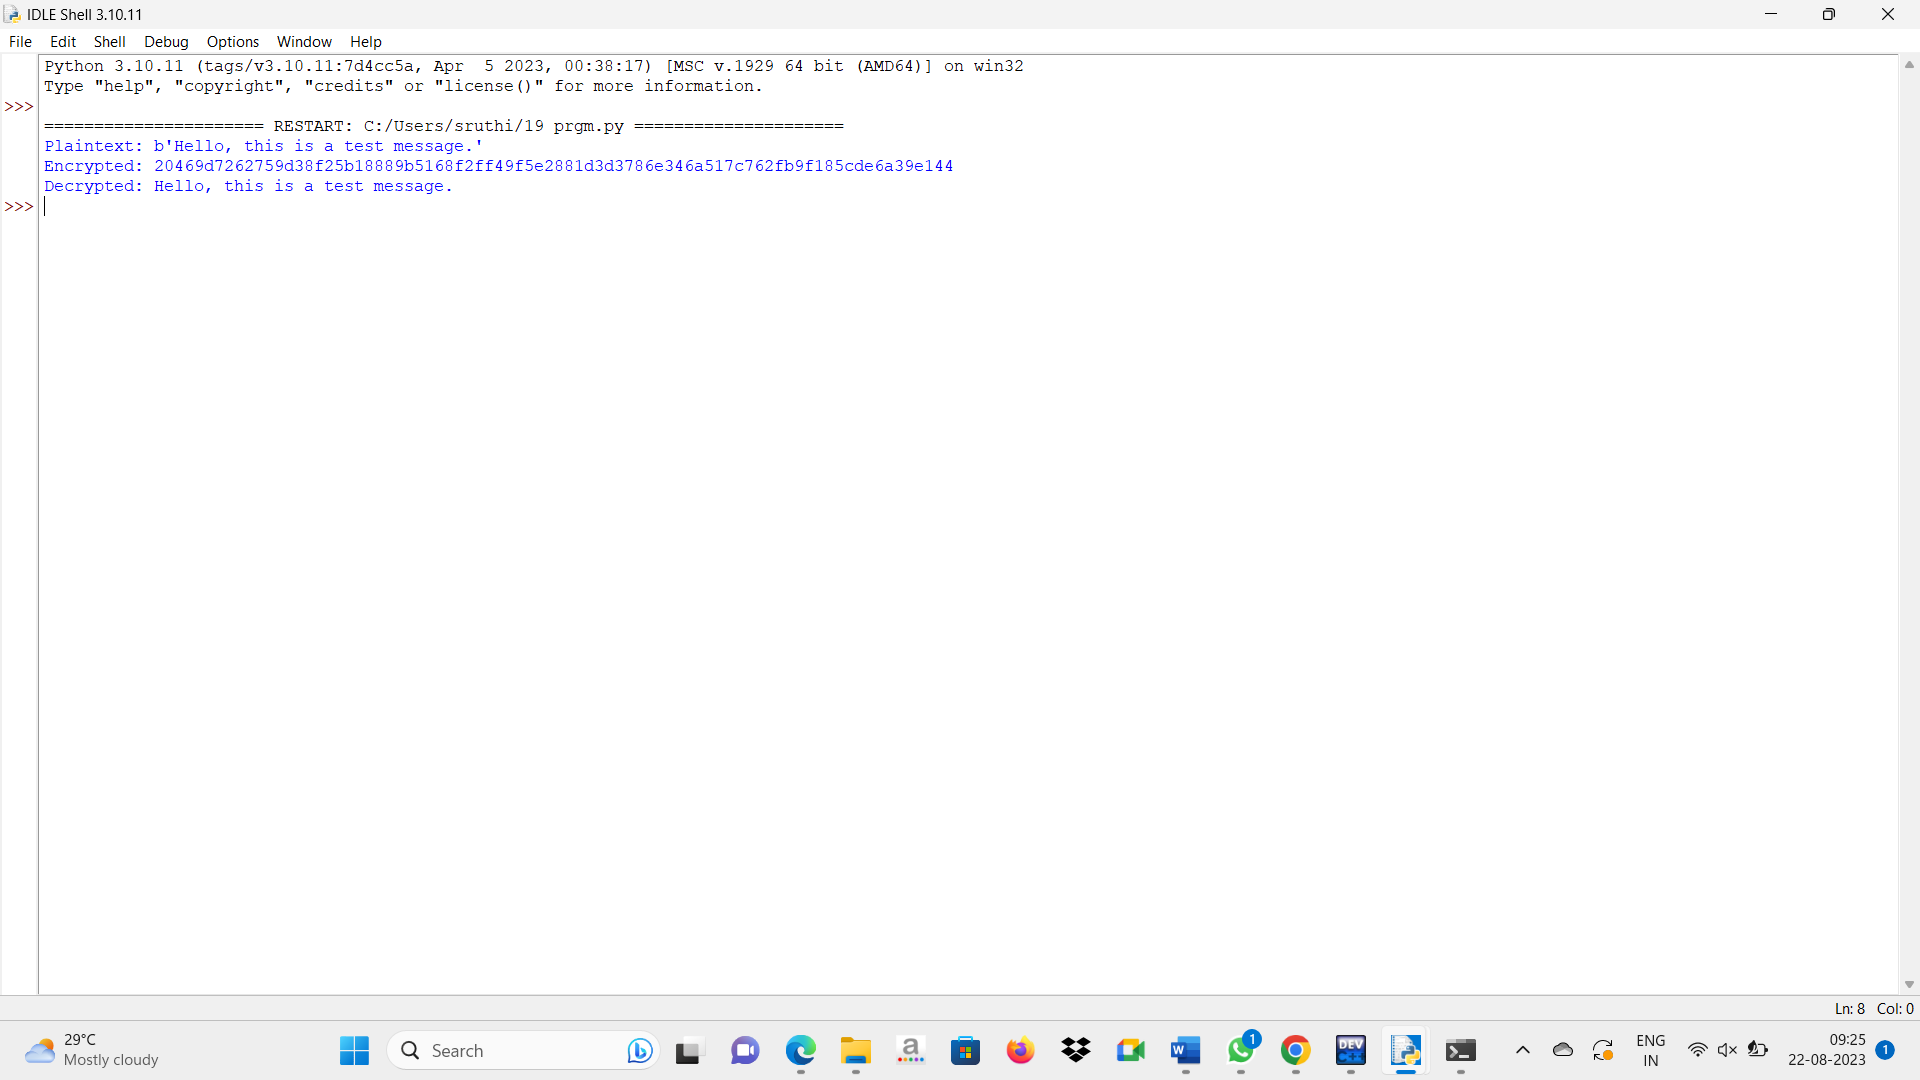 IDLE Shell 3.10.11
File Edit Shell Debug Options Window Help
Python 3.10.11 (tags/v3.10.11:7d4cc5a, Apr  5 2023, 00:38:17) [MSC v.1929 64 bit (AMD64)] on win32
Type "help", "copyright", "credits" or "license()" for more information.
>>>
====================== RESTART: C:/Users/sruthi/19 prgm.py =====================
Plaintext: b'Hello, this is a test message.'
Encrypted: 20469d7262759d38f25b18889b5168f2ff49f5e2881d3d3786e346a517c762fb9f185cde6a39e144
Decrypted: Hello, this is a test message.
>>>
Ln: 8 Col: 0
29°C
Mostly cloudy
Search
a
W
1
DEV
C++
ENG
IN
09:25
22-08-2023
1